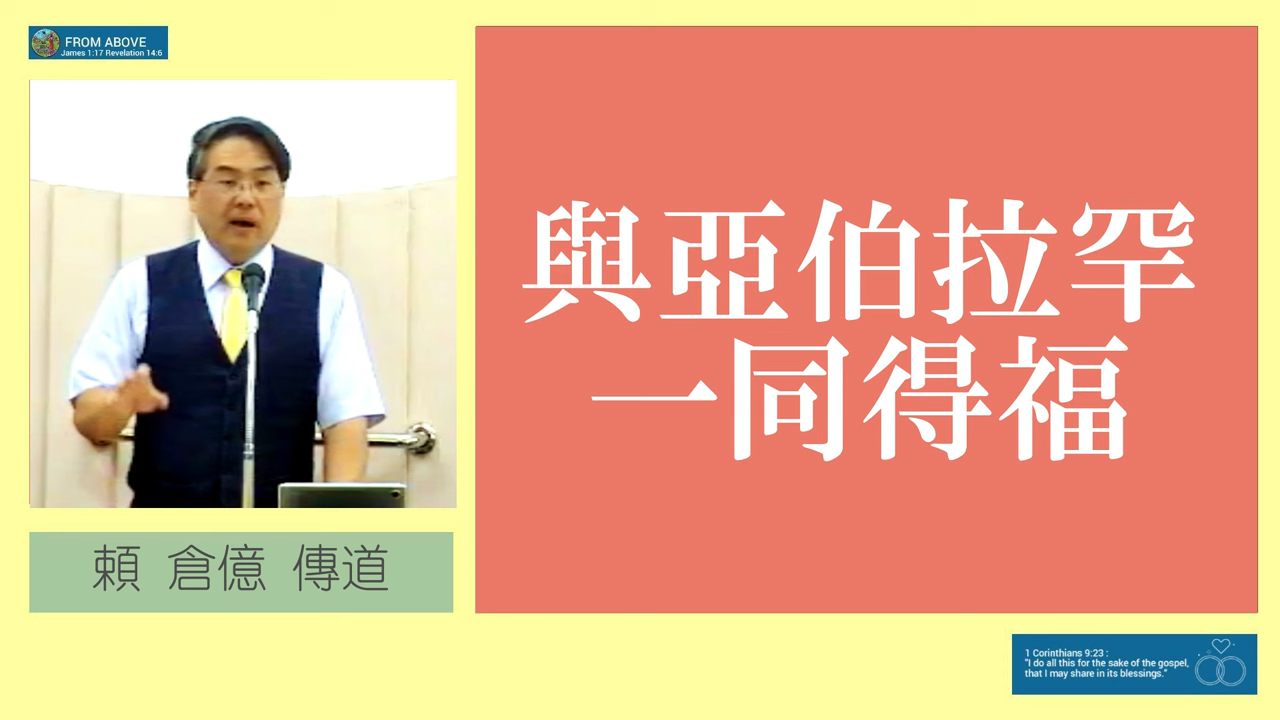 FROM ABOVE
James 1:17 Revelation 14:6
與亞伯拉罕
一同得福
賴 倉億 傳道
1 Corinthians 9:23 :
"I do all this for the sake of the gospel,
that I may share in its blessings."